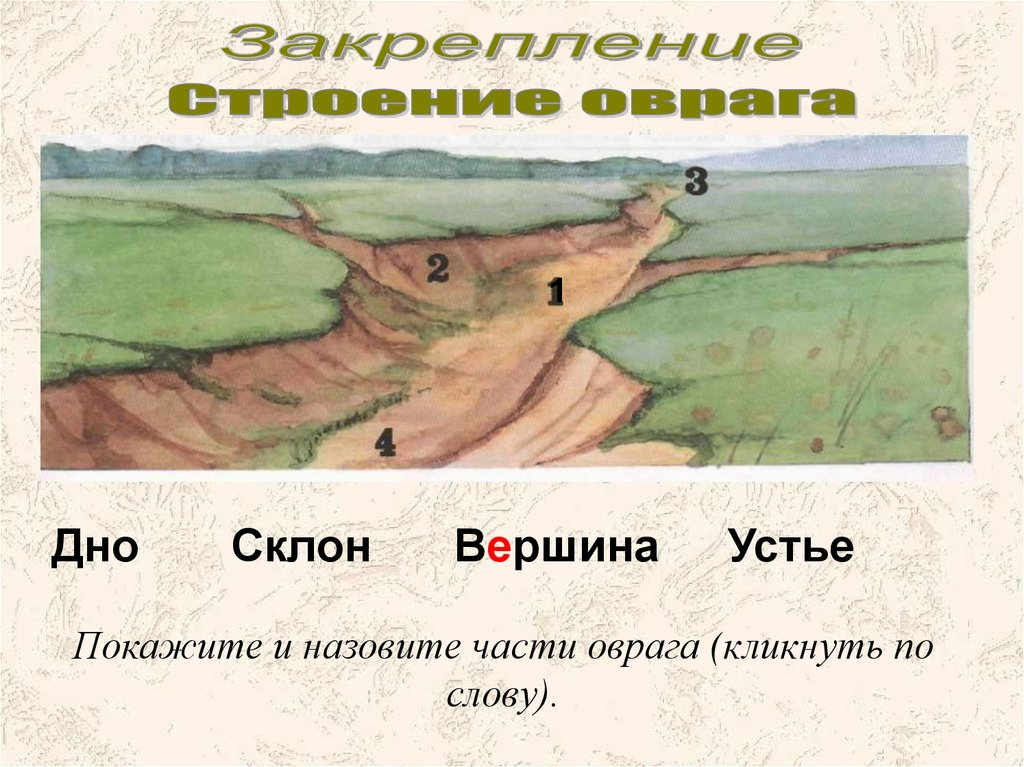 Закрепление
Строение оврага
3
2
1
4
Дно Склон Вершина Устье
Покажите и назовите части оврага (кликнуть по
слову).